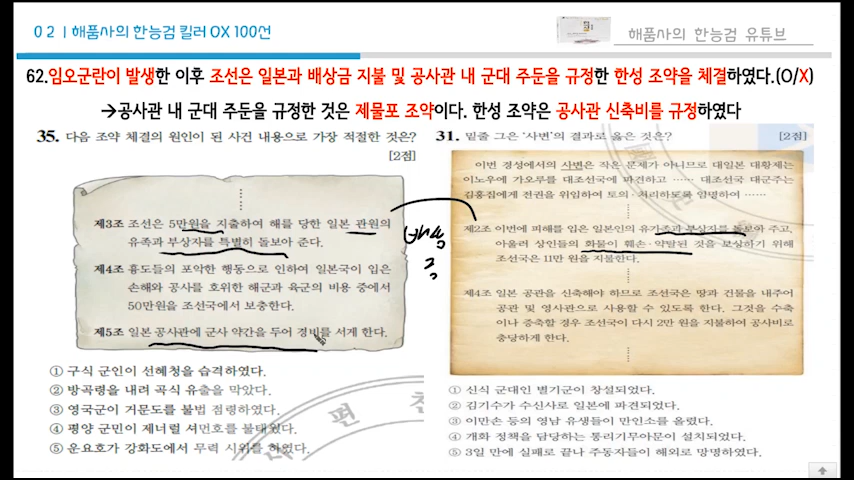 02 | 해품사의 한능검 킬러 OX 100선
해품사의 한능검 유튜브
62.임오군란이 발생한 이후 조선은 일본과 배상금 지불 및 공사관 내 군대 주둔을 규정한 한성 조약을 체결하였다.(O/X)
→공사관 내 군대 주둔을 규정한 것은 제물포 조약이다. 한성 조약은 공사관 신축비를 규정하였다
35. 다음 조약 체결의 원인이 된 사건 내용으로 가장 적절한 것은?
[2점]
제3조 조선은 5만원을 지출하여 해를 당한 일본 관원의
유족과 부상자를 특별히 돌보아 준다.
제4조 흉도들의 포악한 행동으로 인하여 일본국이 입은
손해와 공사를 호위한 해군과 육군의 비용 중에서
50만원을 조선국에서 보충한다.
제5조 일본 공사관에 군사 약간을 두어 경비를 서게 한다.
① 구식 군인이 선혜청을 습격하였다.
② 방곡령을 내려 곡식 유출을 막았다.
③ 영국군이 거문도를 불법 점령하였다.
④ 평양 군민이 제너럴 셔먼호를 불태웠다.
⑤ 운요호가 강화도에서 무력 시위를 하였다.
배상
금
31. 밑줄 그은 '사변'의 결과로 옳은 것은?
[2점]
이번 경성에서의 사변은 작은 문제가 아니므로 대일본 대황제는
이노우에 가오루를 대조선국에 파견하고 …… 대조선국 대군주는
김홍집에게 전권을 위임하여 토의·처리하도록 임명하여 ……
제2조 이번에 피해를 입은 일본인의 유가족과 부상자를 돌보아 주고,
아울러 상인들의 화물이 훼손·약탈된 것을 보상하기 위해
조선국은 11만 원을 지불한다.
제4조 일본 공관을 신축해야 하므로 조선국은 땅과 건물을 내주어
공관 및 영사관으로 사용할 수 있도록 한다. 그것을 수축
이나 증축할 경우 조선국이 다시 2만 원을 지불하여 공사비로
충당하게 한다.
① 신식 군대인 별기군이 창설되었다.
② 김기수가 수신사로 일본에 파견되었다.
③ 이만손 등의 영남 유생들이 만인소를 올렸다.
④ 개화 정책을 담당하는 통리기무아문이 설치되었다.
⑤ 3일 만에 실패로 끝나 주동자들이 해외로 망명하였다.